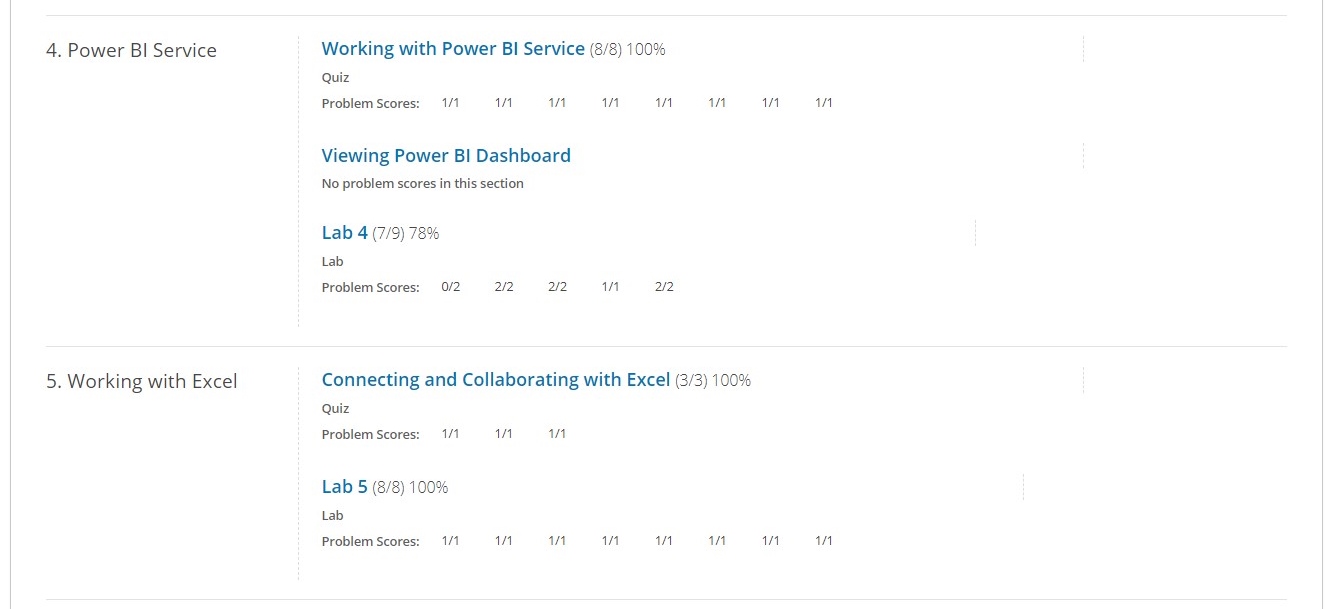 4. Power BI Service
Working with Power BI Service (8/8) 100%
Quiz
Problem Scores: 1/1 1/1 1/1 1/1 1/1 1/1 1/1 1/1
Viewing Power BI Dashboard
No problem scores in this section
Lab 4 (7/9) 78%
Lab
Problem Scores: 0/2 2/2 2/2 1/1 2/2
5. Working with Excel
Connecting and Collaborating with Excel (3/3) 100%
Quiz
Problem Scores: 1/1 1/1 1/1
Lab 5 (8/8) 100%
Lab
Problem Scores: 1/1 1/1 1/1 1/1 1/1 1/1 1/1 1/1